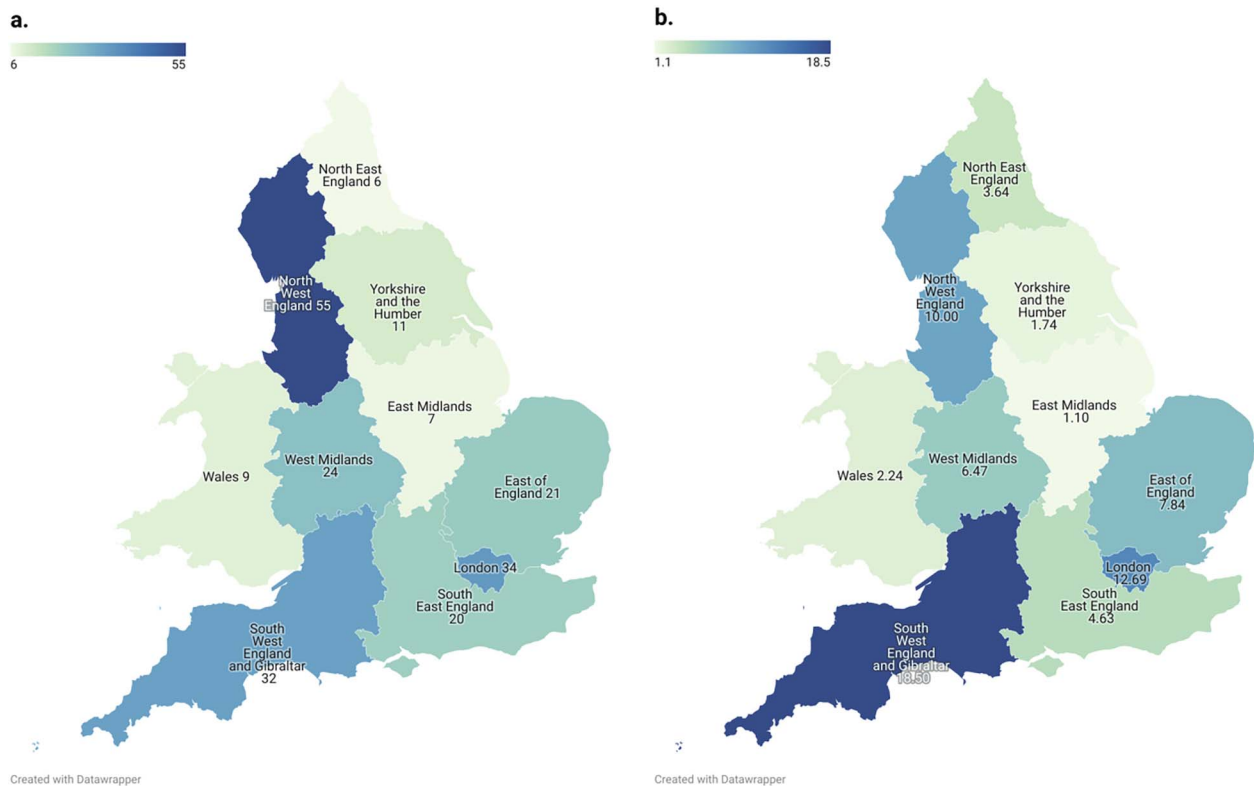 a.
6 55
North East
England 6
North
West
England 55
Yorkshire
and the
Humber
11
East Midlands
7
West Midlands
24
Wales 9
East of
England 21
London 34
South
East England
20
South
West
England
and Gibraltar
32
Created with Datawrapper
b.
1.1 18.5
North East
England
3.64
North
West
England
10.00
Yorkshire
and the
Humber
1.74
East Midlands
1.10
West Midlands
6.47
Wales 2.24
East of
England
7.84
London
12.69
South
East England
4.63
South
West
England
and Gibraltar
18.50
Created with Datawrapper